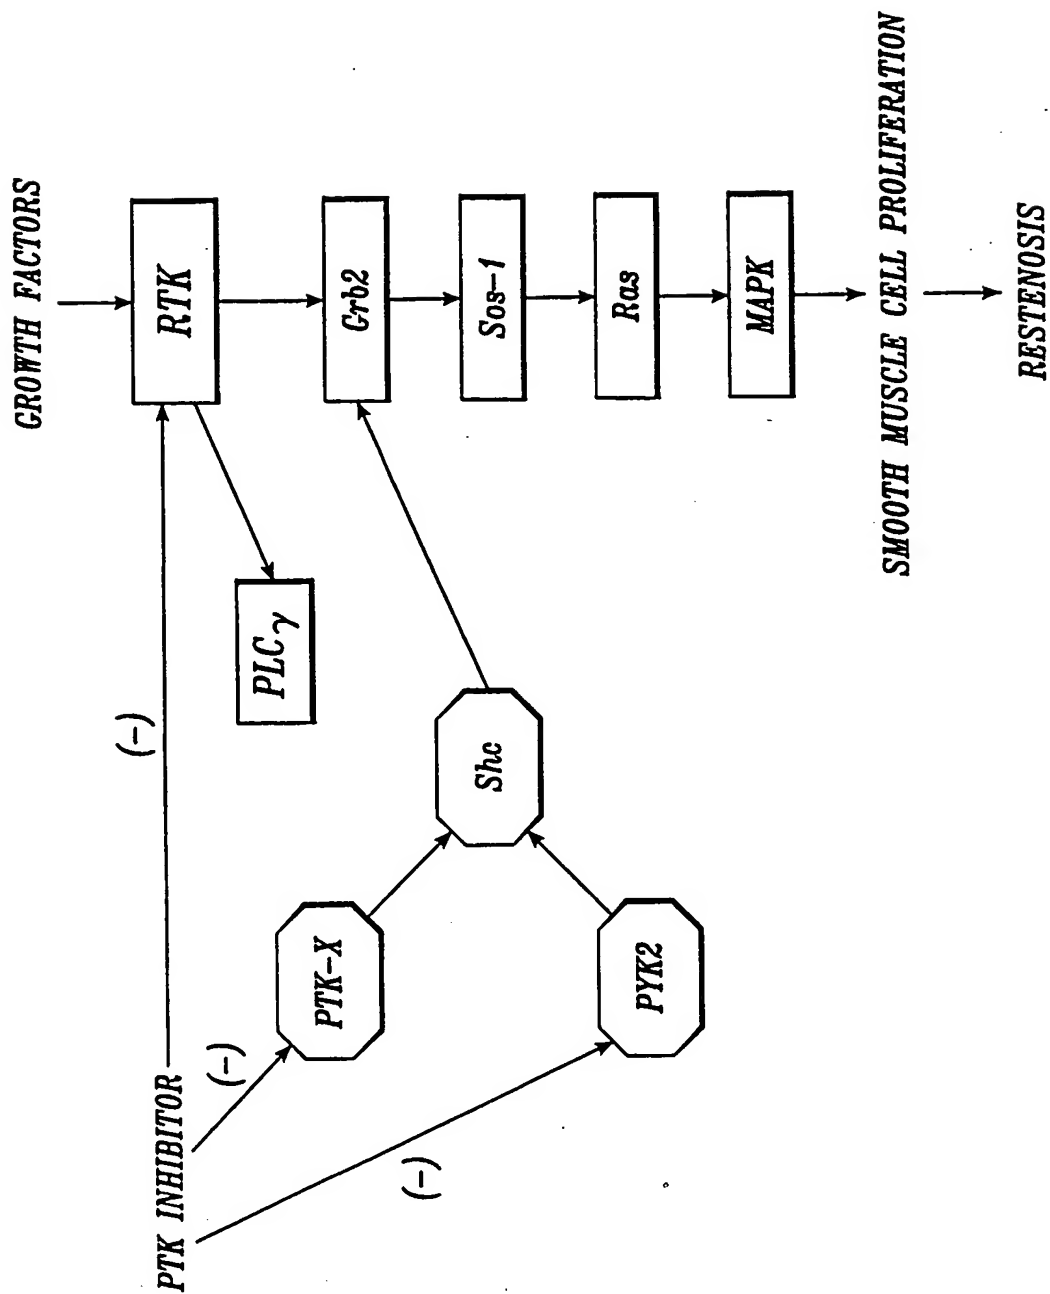 GROWTH FACTORS
PTK INHIBITOR
(-)
RTK
(-)
PTK-X
PLCγ
Grb2
(-)
Shc
Sos-1
PYK2
Ras
MAPK
SMOOTH MUSCLE CELL PROLIFERATION
RESTENOSIS